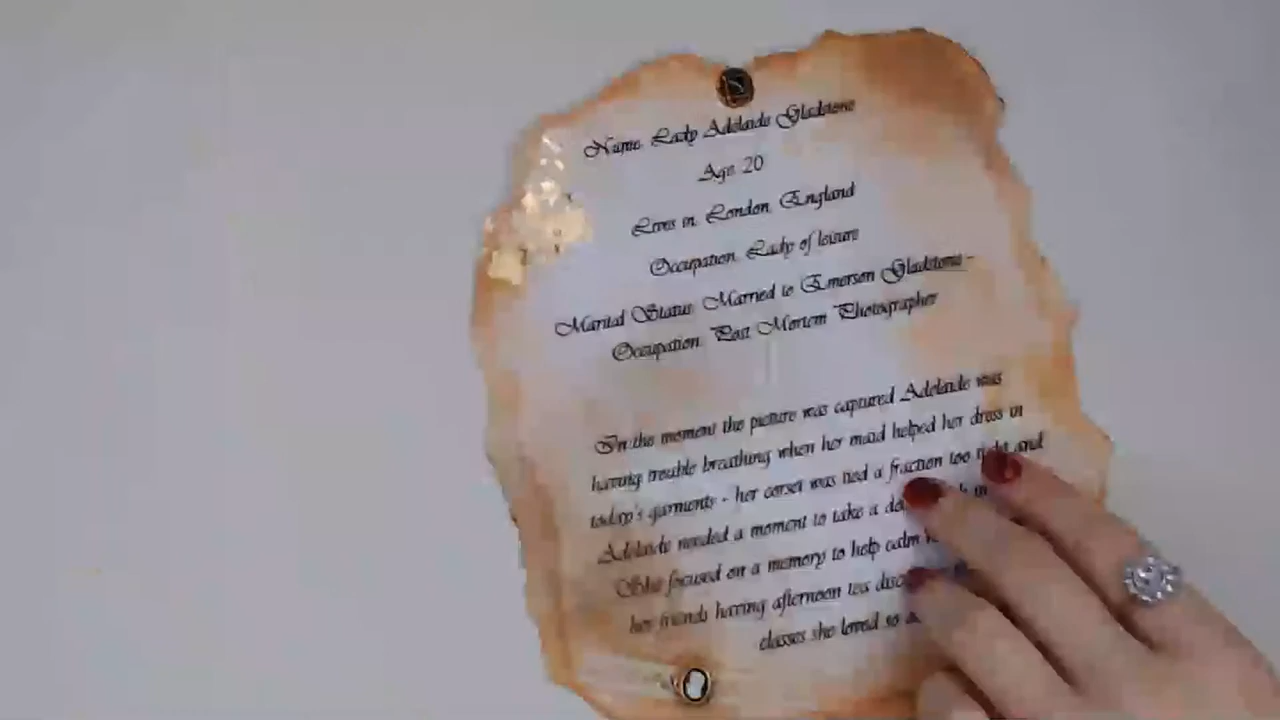 Name: Lady Adelaide Gladstone
Age: 20
Lives in: London, England
Occupation: Lady of leisure
Marital Status: Married to Emerson Gladstone -
Occupation: Post Mortem Photographer
In the moment the picture was captured Adelaide was
having trouble breathing when her maid helped her dress in
today's garments - her corset was tied a fraction too tight and
Adelaide needed a moment to take a
She focused on a memory to help calm
her friends having afternoon tea
classes she loved so